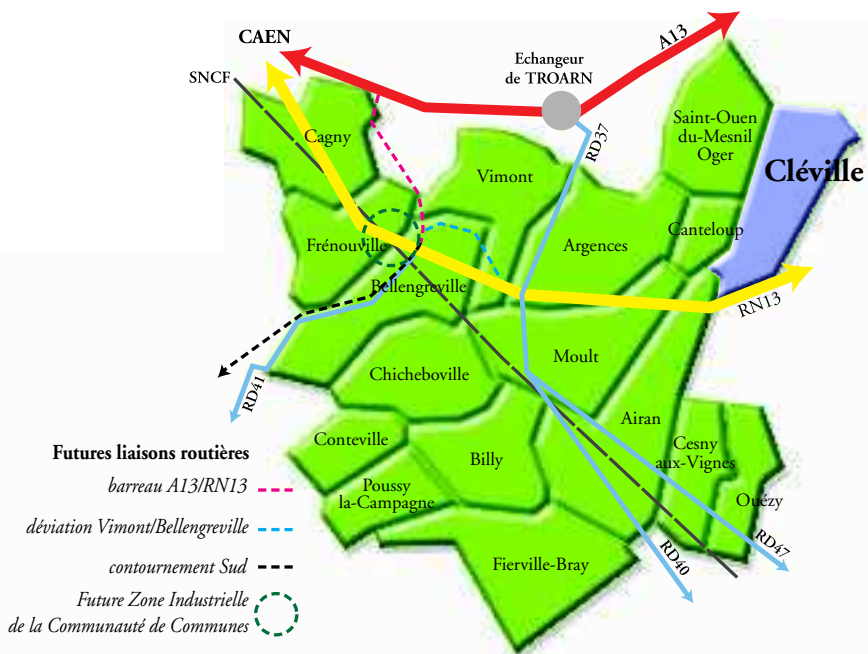 CAEN
A13
SNCF
Echangeur
de TROARN
RD37
Saint-Ouen
du-Mesnil
Oger
Cléville
Cagny
Vimont
Canteloup
Frénouville
Argences
Bellengreville
RN13
Moult
Chicheboville
RD41
Airan
Conteville
Cesny
aux-Vignes
Billy
Poussy
la-Campagne
Ouézy
Fierville-Bray
RD40
RD47
Futures liaisons routières
barreau A13/RN13
déviation Vimont/Bellengreville
contournement Sud
Future Zone Industrielle
de la Communauté de Communes